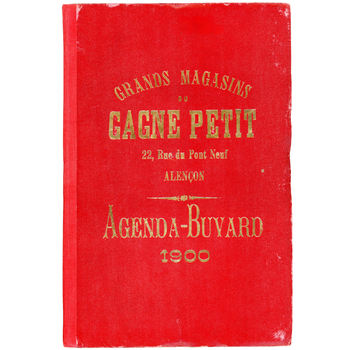 GRANDS MAGASINS
DU
GAGNE PETIT
22, Rue du Pont Neuf
ALENÇON
AGENDA-BUVARD
1900